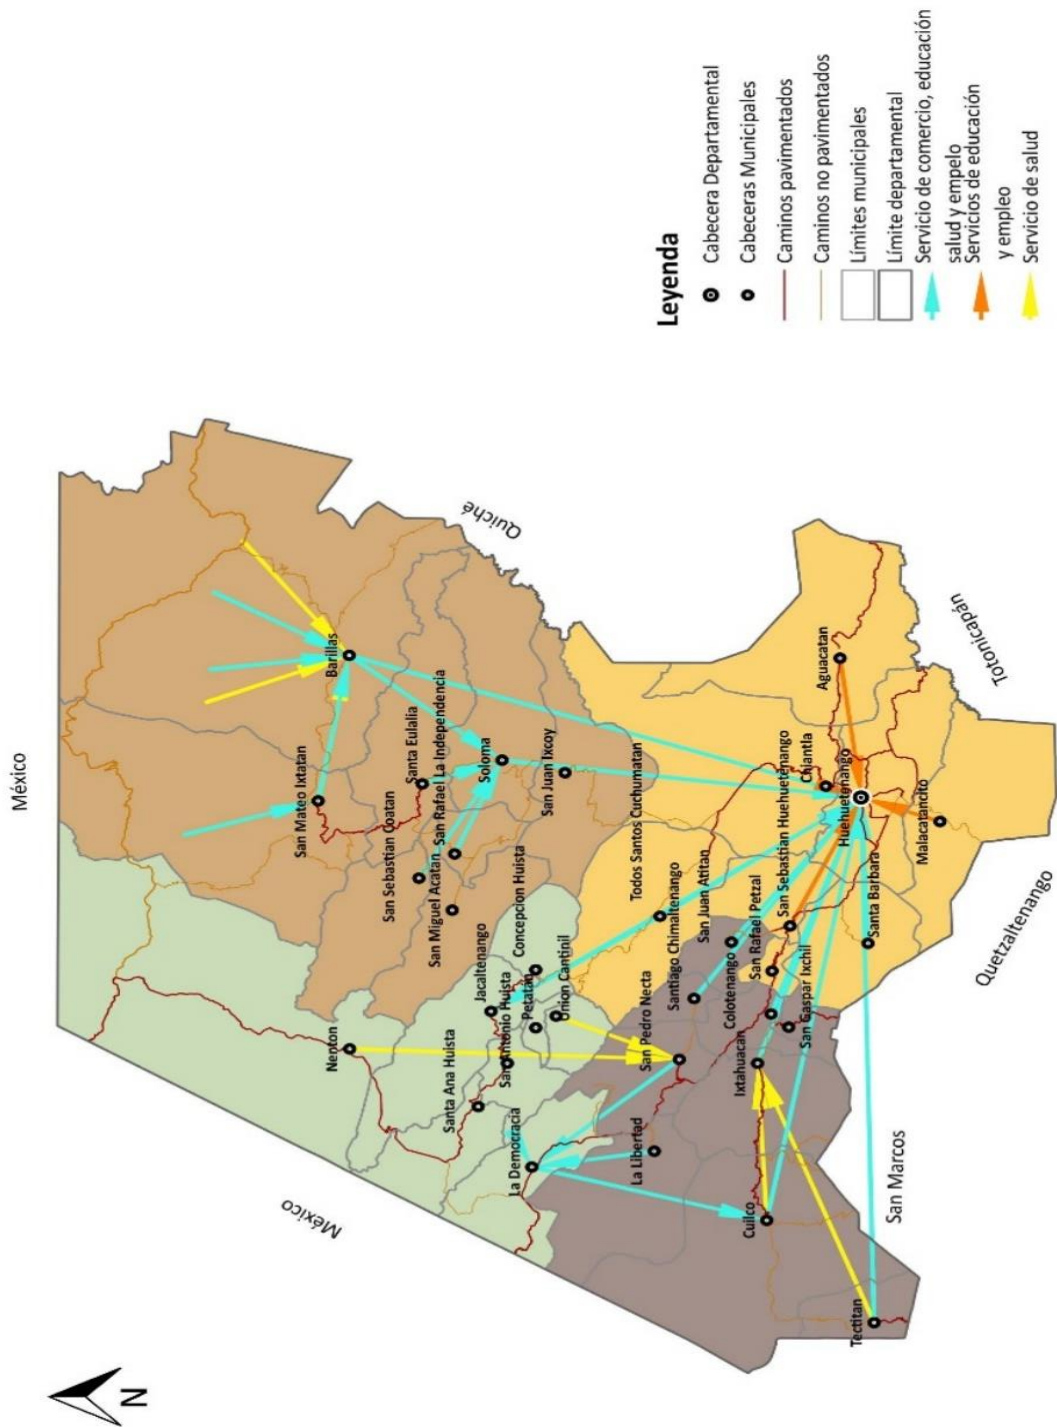 México
México
Quiché
Totonicapán
Quetzaltenango
San Marcos
N
Nenton
San Mateo Ixtatan
Barillas
Santa Eulalia
San Sebastian Coatan
San Rafael La Independencia
San Miguel Acatan
Soloma
San Juan Ixcoy
Jacaltenango
Concepcion Huista
Santa Ana Huista
San Antonio Huista
Petatan
Union Cantinil
La Democracia
Todos Santos Cuchumatan
San Pedro Necta
Santiago Chimaltenango
San Juan Atitan
La Libertad
Colotenango
San Rafael Petzal
San Sebastian Huehuetenango
Chjantla
Aguacatan
Cuilco
Ixtahuacan
San Gaspar Ixchil
Huehuetenango
Santa Barbara
Malacatancito
Tectitan
Leyenda
Cabecera Departamental
Cabeceras Municipales
Caminos pavimentados
Caminos no pavimentados
Límites municipales
Límite departamental
Servicio de comercio, educación
salud y empelo
Servicios de educación
y empleo
Servicio de salud